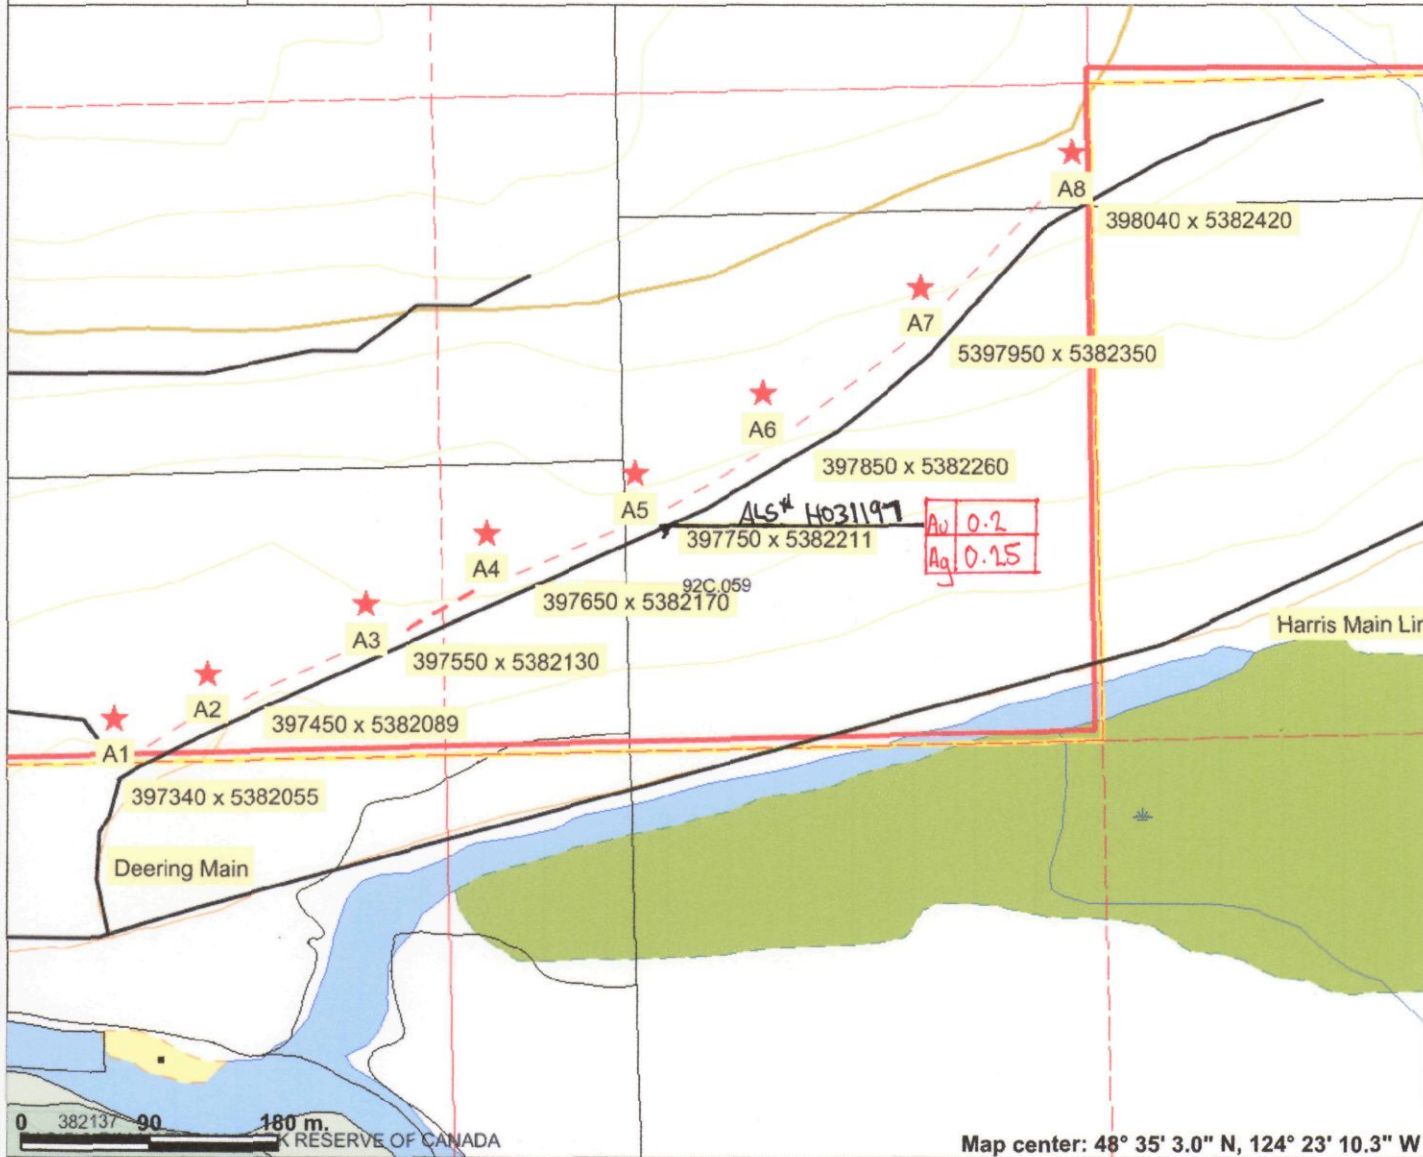 A8
398040 x 5382420
A7
5397950 x 5382350
A6
397850 x 5382260
A5
ALS# H031197
Au 0.2
397750 x 5382211
Ag 0.25
A4
92C.059
397650 x 5382170
A3
397550 x 5382130
Harris Main Lin
A2
397450 x 5382089
A1
397340 x 5382055
Deering Main
0 382137 90 180 m.
K RESERVE OF CANADA
Map center: 48° 35' 3.0" N, 124° 23' 10.3" W